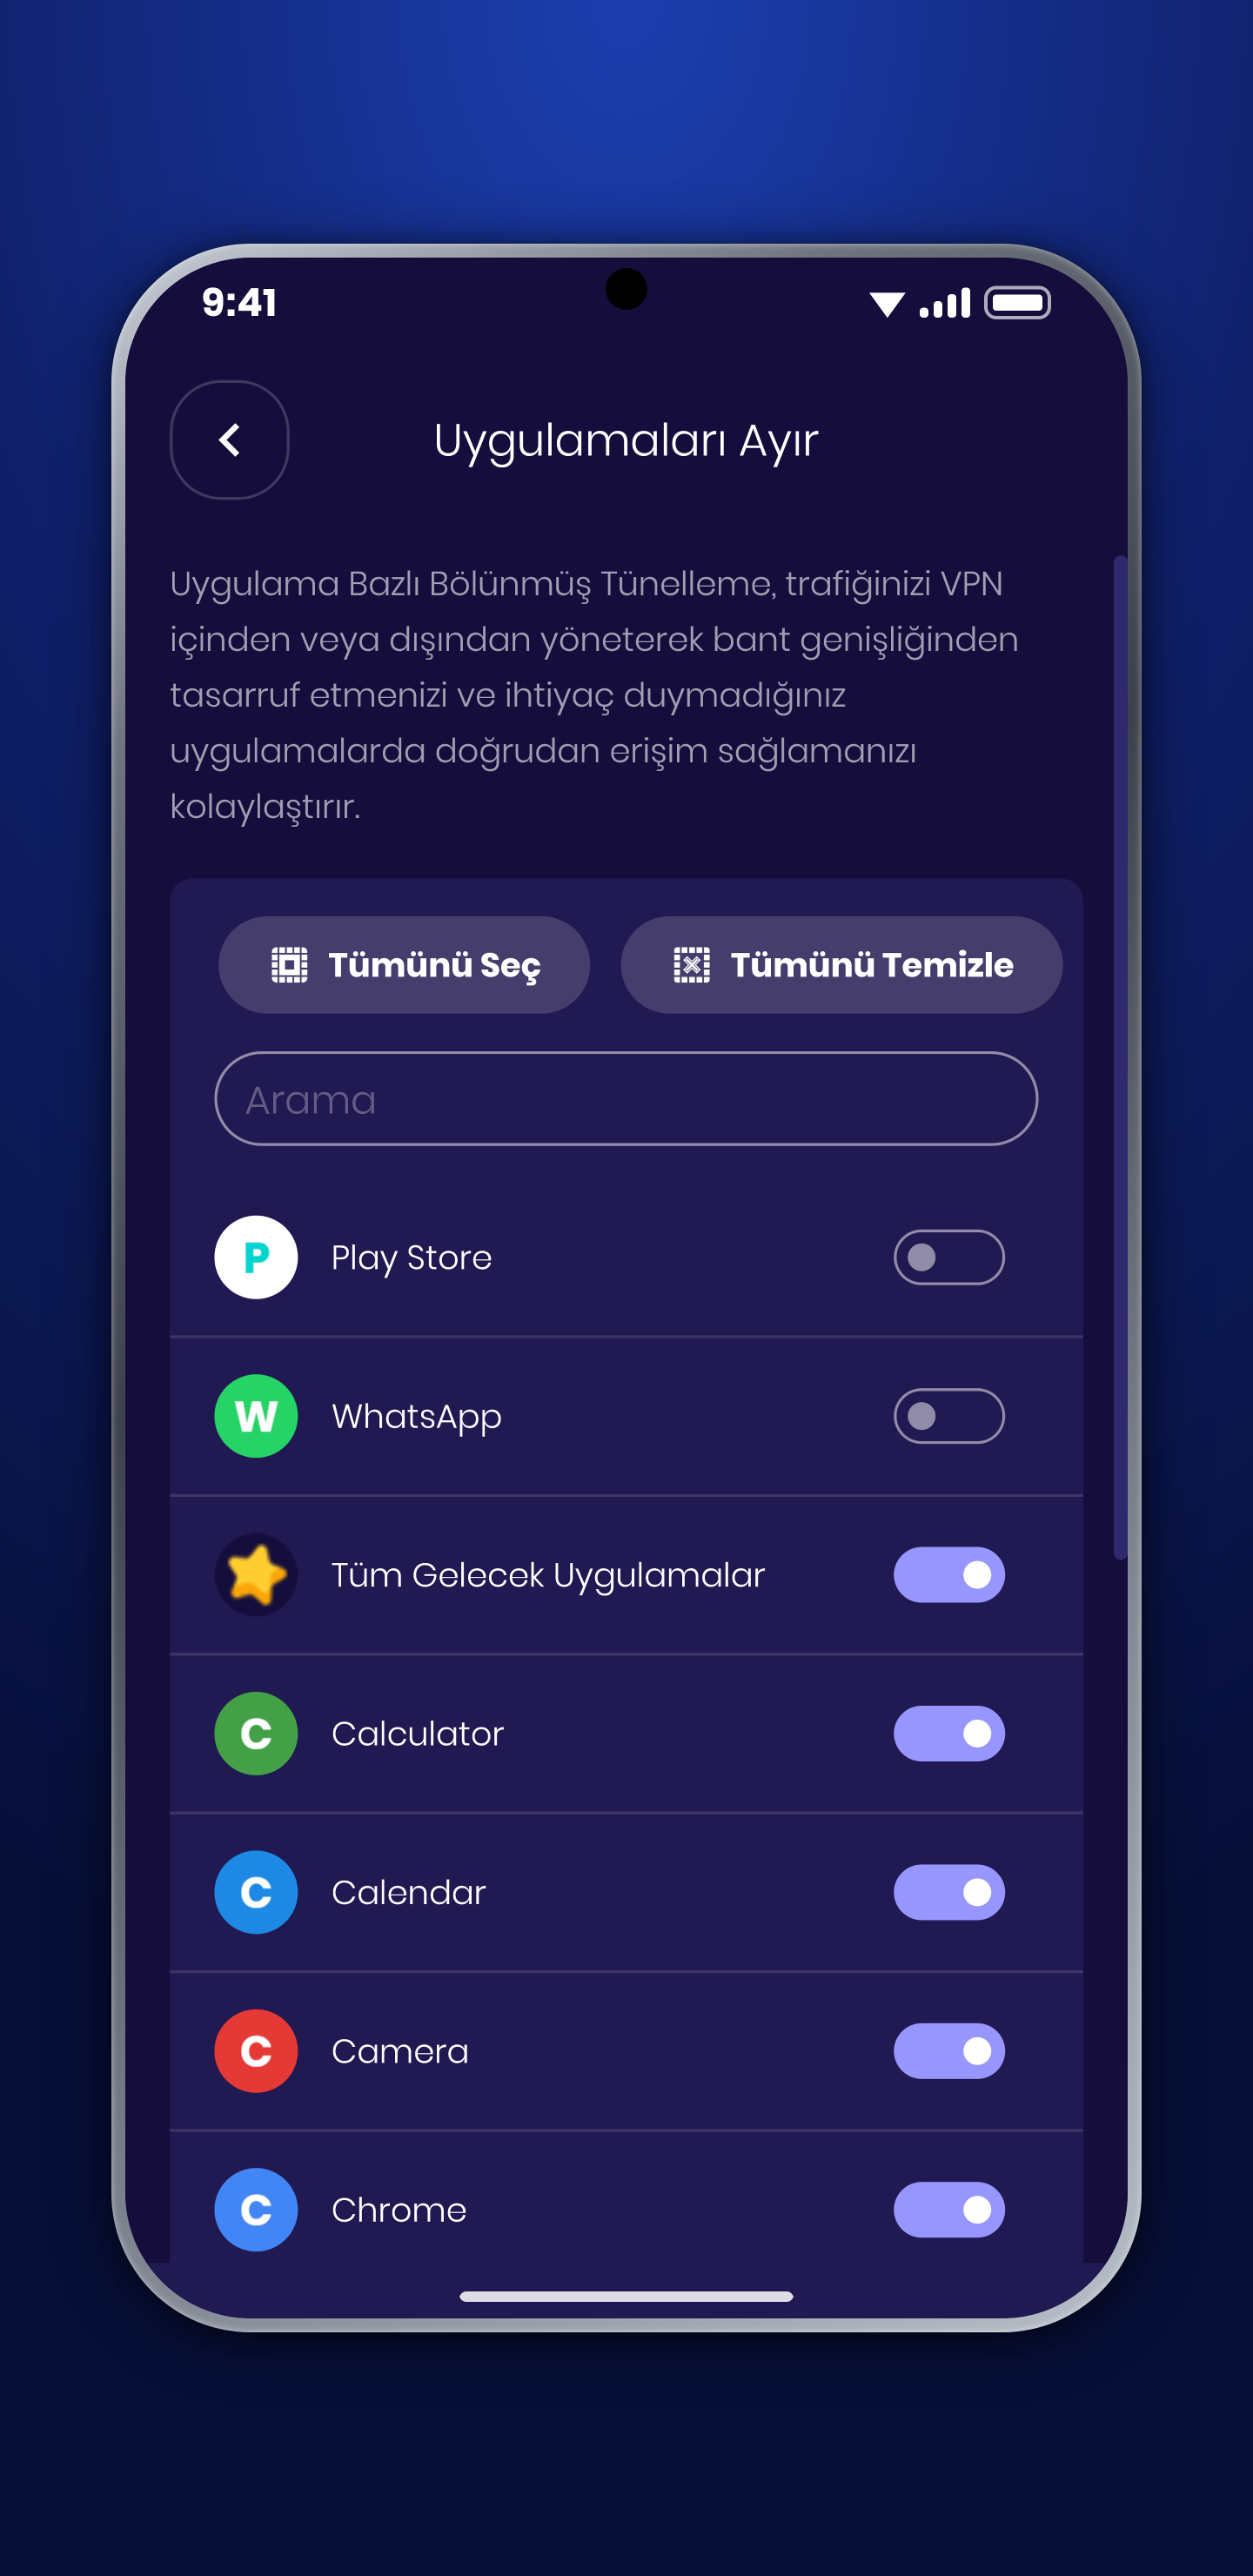 9:41
Uygulamaları Ayır
Uygulama Bazlı Bölünmüş Tünelleme, trafiğinizi VPN
içinden veya dışından yöneterek bant genişliğinden
tasarruf etmenizi ve ihtiyaç duymadığınız
uygulamalarda doğrudan erişim sağlamanızı
kolaylaştırır.
Tümünü Seç Tümünü Temizle
Arama
P Play Store
W WhatsApp
Tüm Gelecek Uygulamalar
C Calculator
C Calendar
C Camera
C Chrome